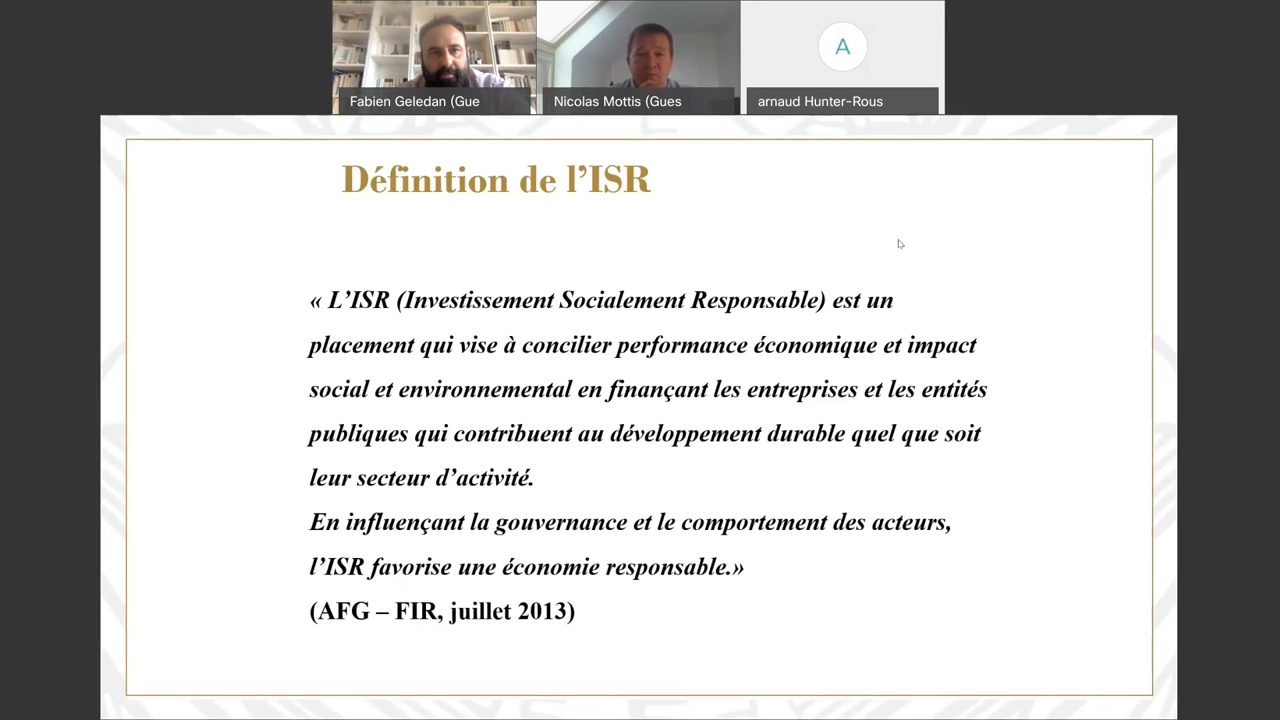 Fabien Geledan (Gue
Nicolas Mottis (Gues
A
arnaud Hunter-Rous
Définition de l’ISR
« L’ISR (Investissement Socialement Responsable) est un
placement qui vise à concilier performance économique et impact
social et environnemental en finançant les entreprises et les entités
publiques qui contribuent au développement durable quel que soit
leur secteur d’activité.
En influençant la gouvernance et le comportement des acteurs,
l’ISR favorise une économie responsable.»
(AFG – FIR, juillet 2013)